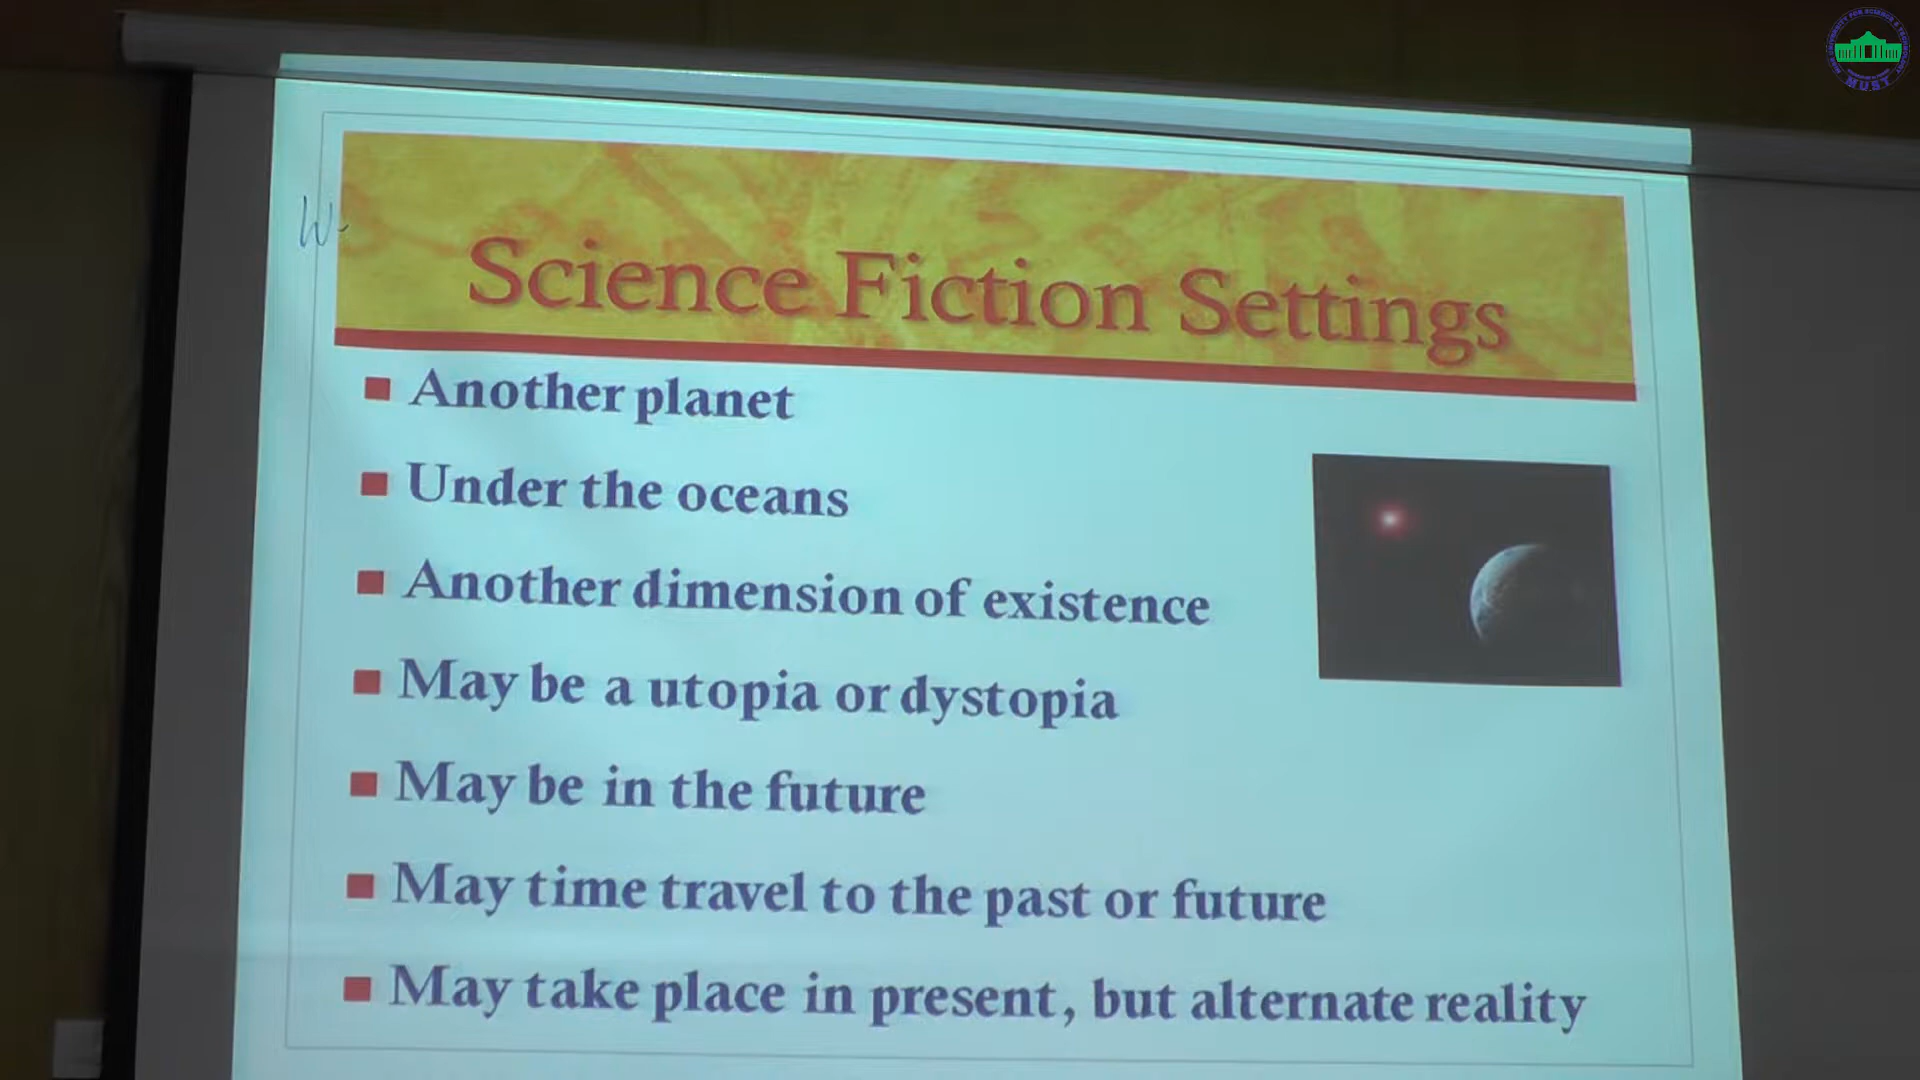 MUST
Science Fiction Settings
Another planet
Under the oceans
Another dimension of existence
May be a utopia or dystopia
May be in the future
May time travel to the past or future
May take place in present, but alternate reality